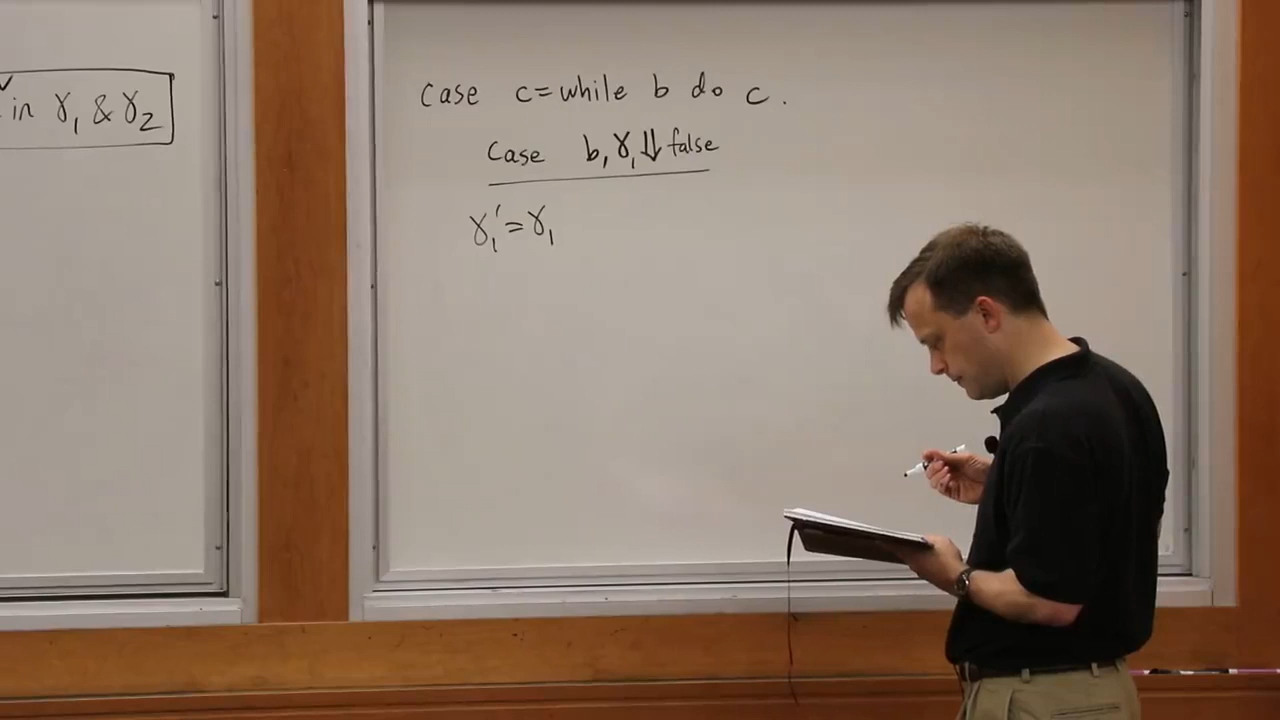 in γ₁ & γ₂
Case c = while b do c .
Case b, γ₁ ⇓ false
γ₁' = γ₁